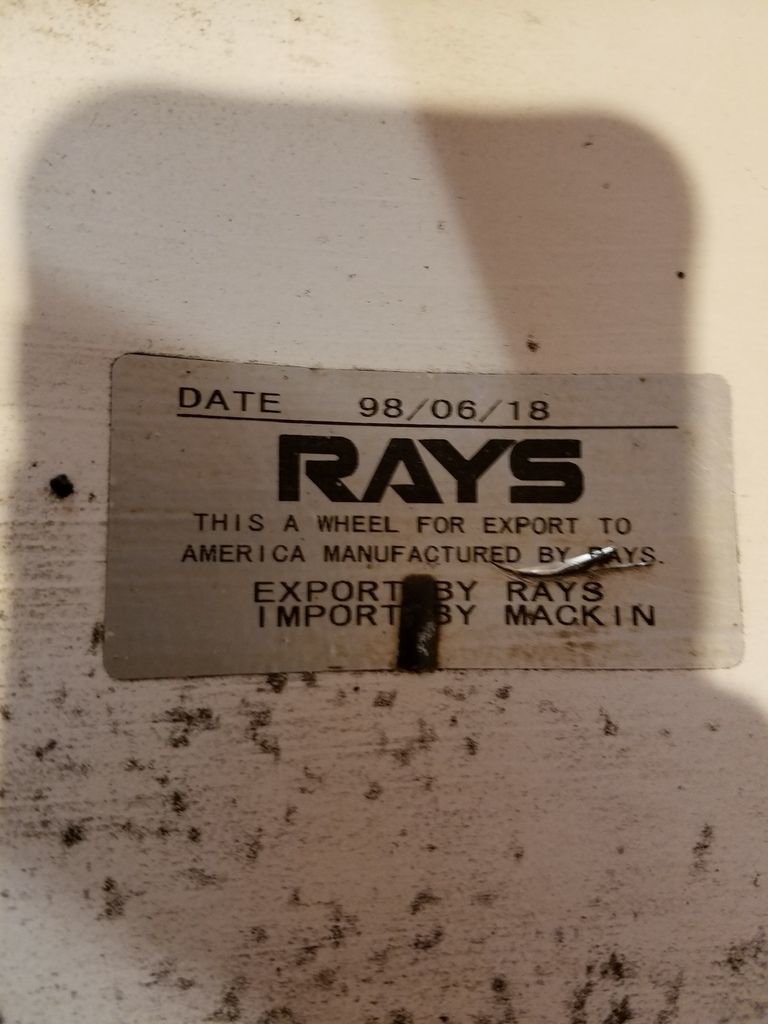 DATE 98/06/18
RAYS
THIS A WHEEL FOR EXPORT TO
AMERICA MANUFACTURED BY RAYS.
EXPORT BY RAYS
IMPORT BY MACKIN